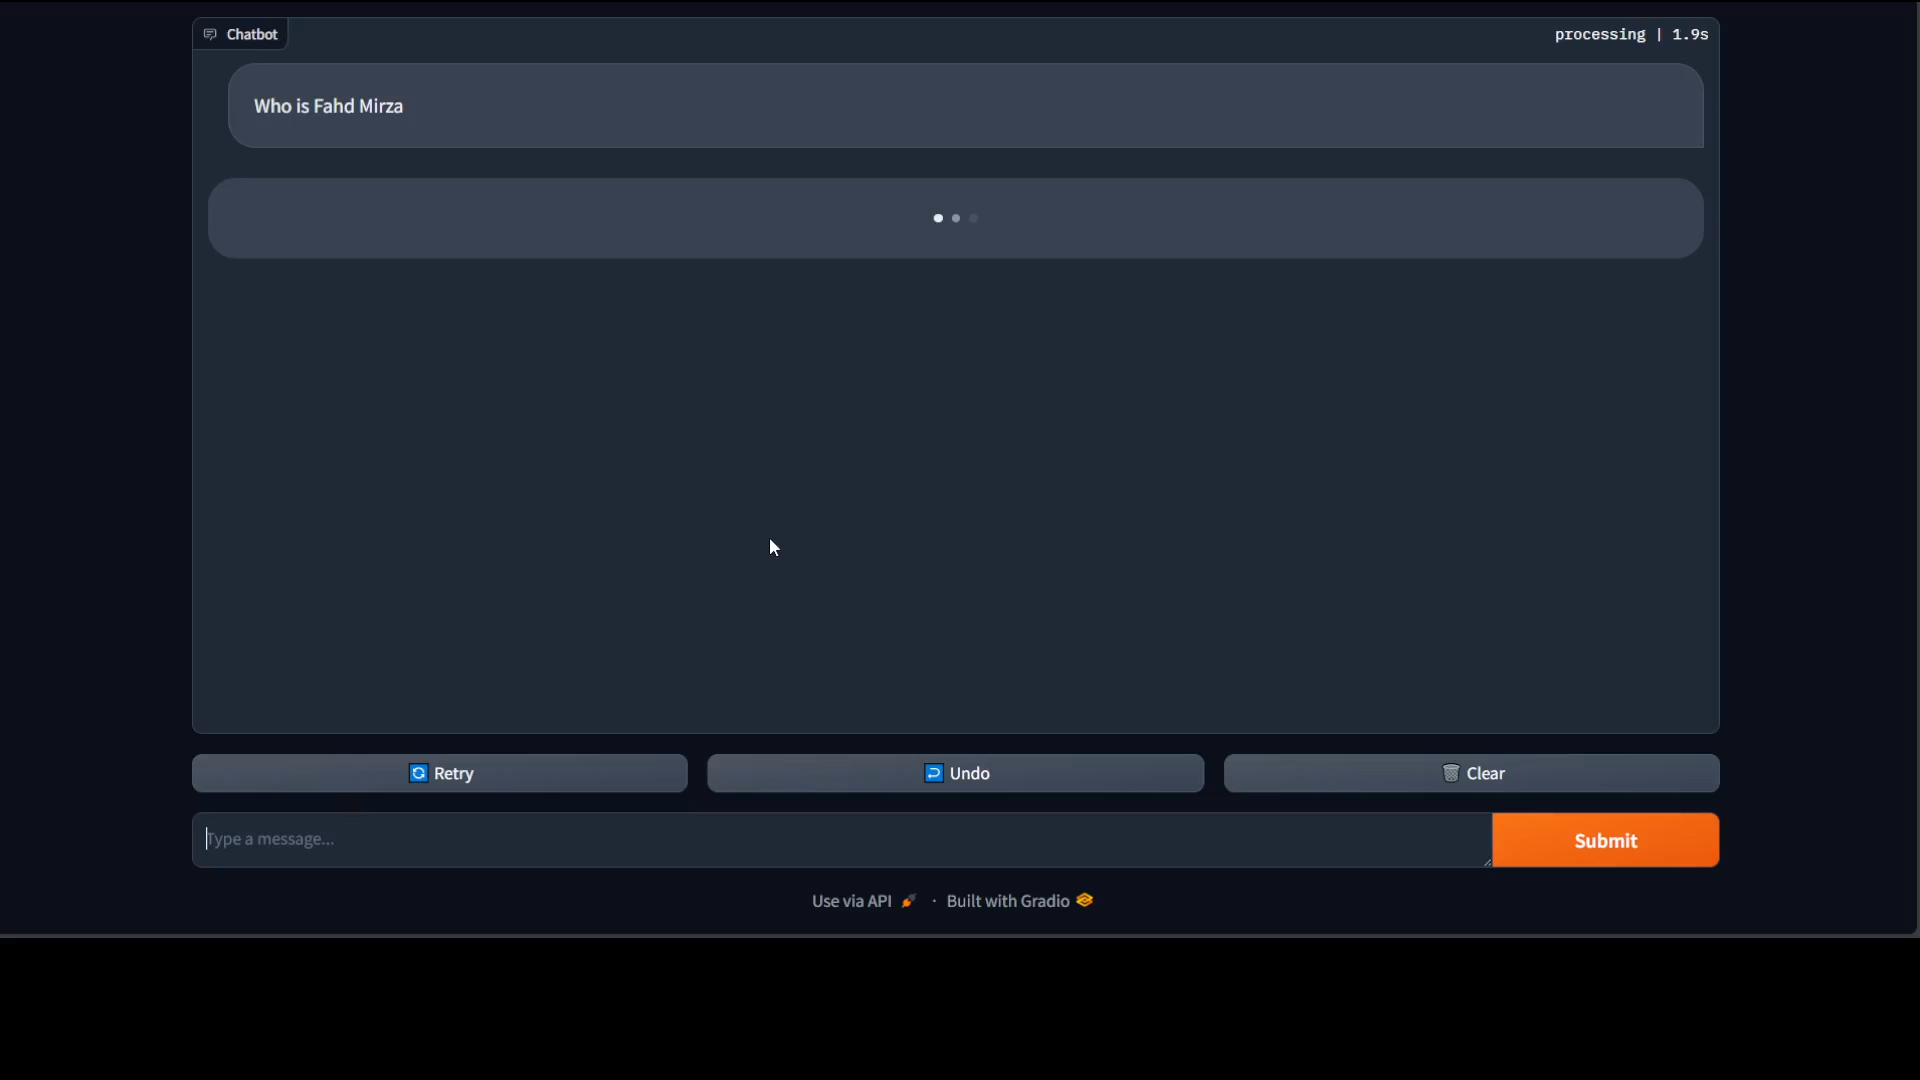 Chatbot
processing | 1.9s
Who is Fahd Mirza
Retry
Undo
Clear
Type a message...
Submit
Use via API · Built with Gradio